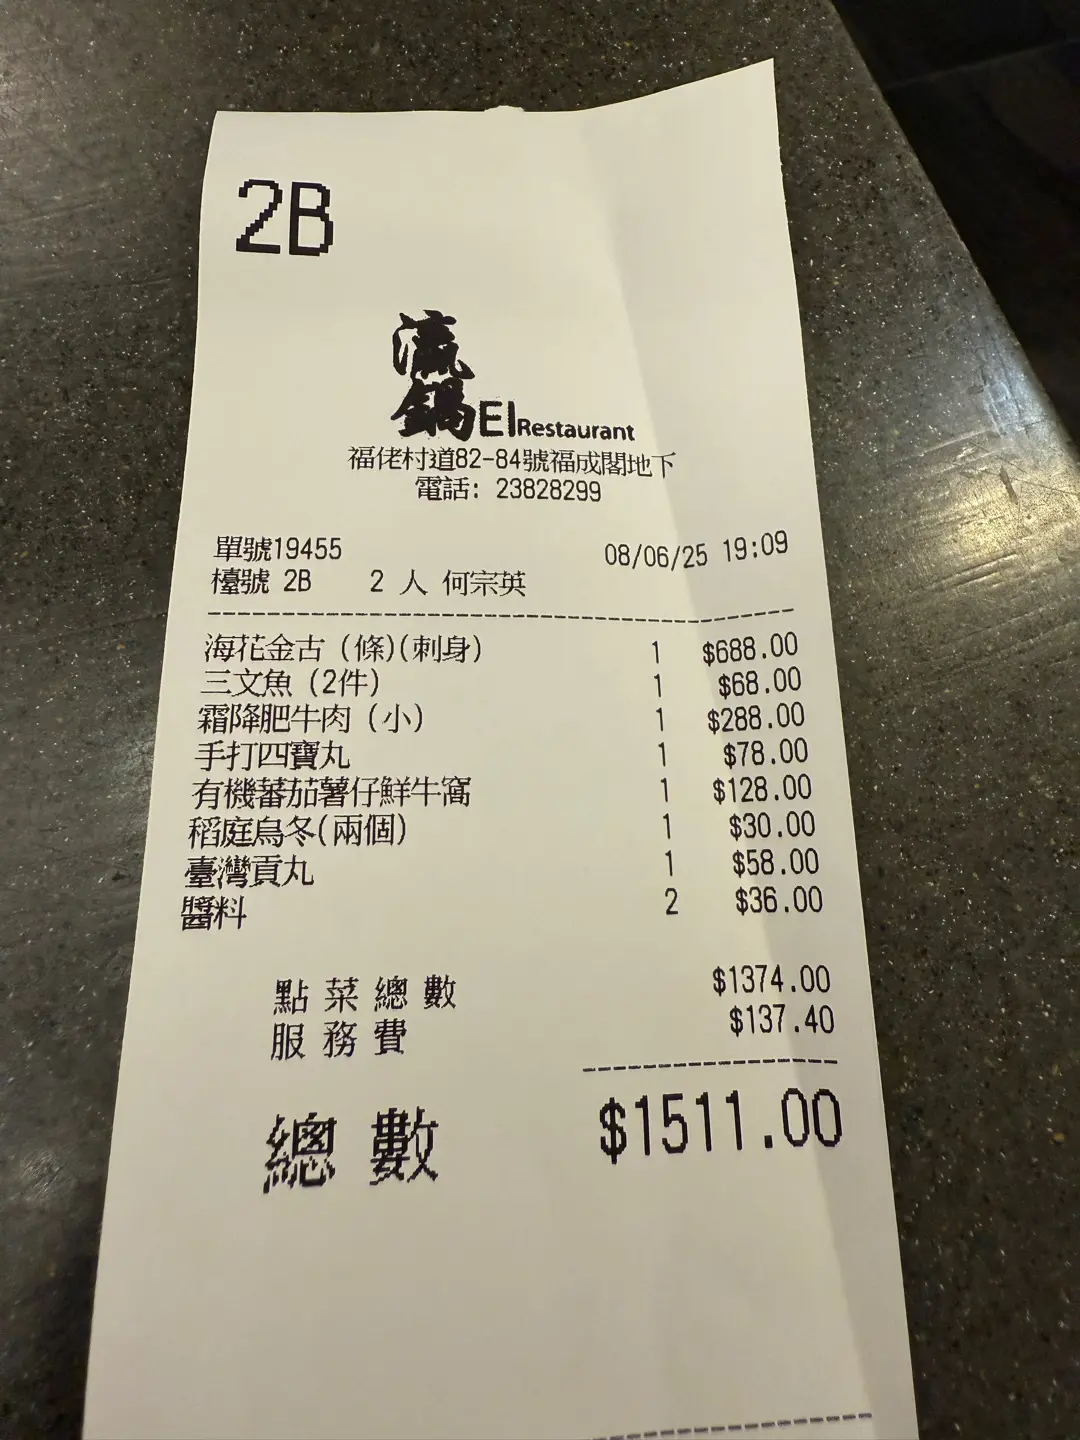 2B
流
鍋 EI Restaurant
福佬村道82-84號福成閣地下
電話: 23828299
單號19455 08/06/25 19:09
檯號 2B 2 人 何宗英
海花金古 (條)(刺身) 1 $688.00
三文魚 (2件) 1 $68.00
霜降肥牛肉 (小) 1 $288.00
手打四寶丸 1 $78.00
有機蕃茄薯仔鮮牛窩 1 $128.00
稻庭烏冬(兩個) 1 $30.00
臺灣貢丸 1 $58.00
醬料 2 $36.00
點菜總數 $1374.00
服務費 $137.40
總數 $1511.00